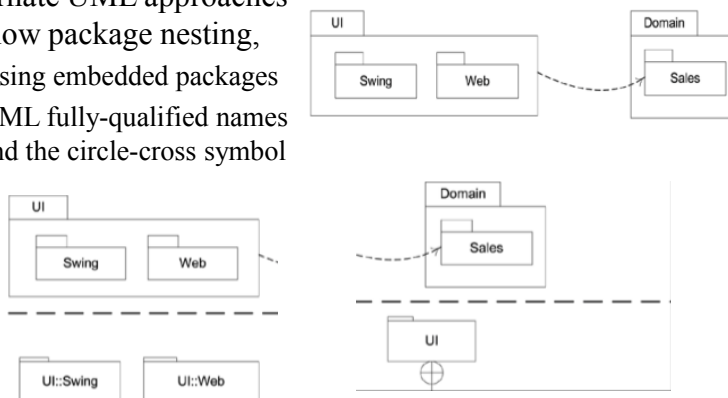 rnate UML approaches
low package nesting,
sing embedded packages
ML fully-qualified names
nd the circle-cross symbol
UI
Swing
Web
Domain
Sales
UI
Swing
Web
Domain
Sales
UI
UI::Swing
UI::Web